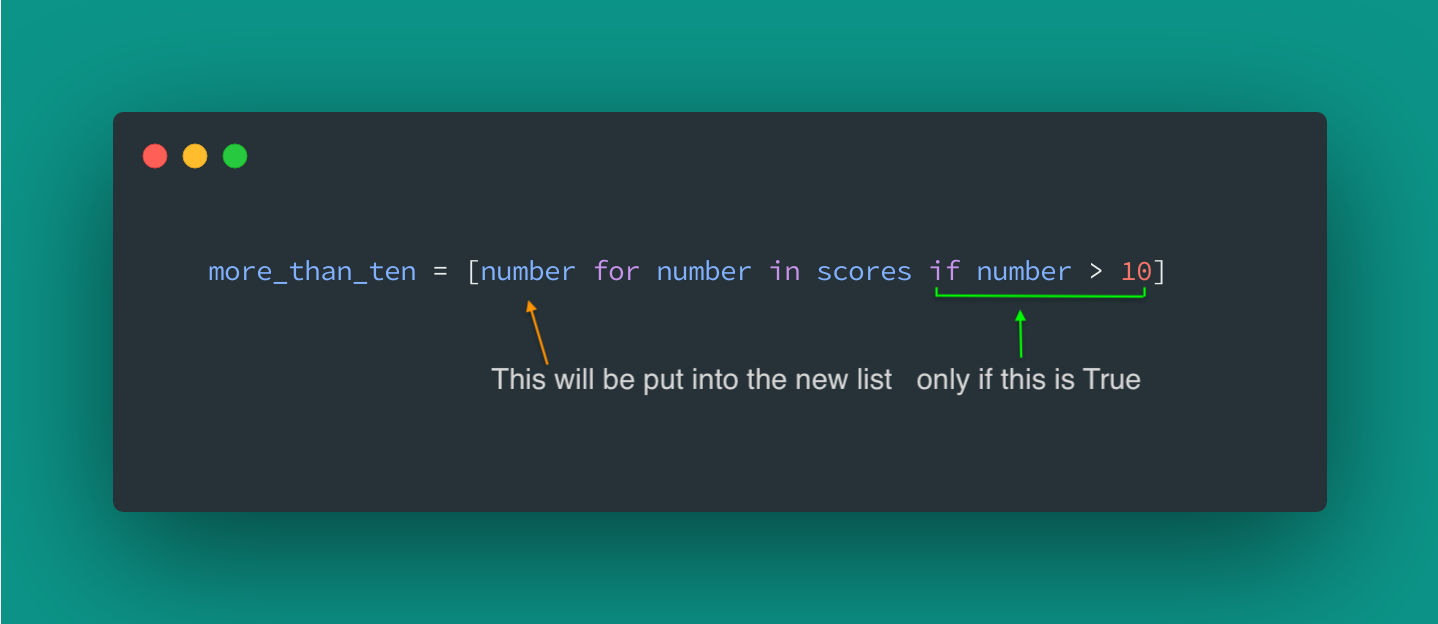 more_than_ten = [number for number in scores if number > 10]
This will be put into the new list only if this is True